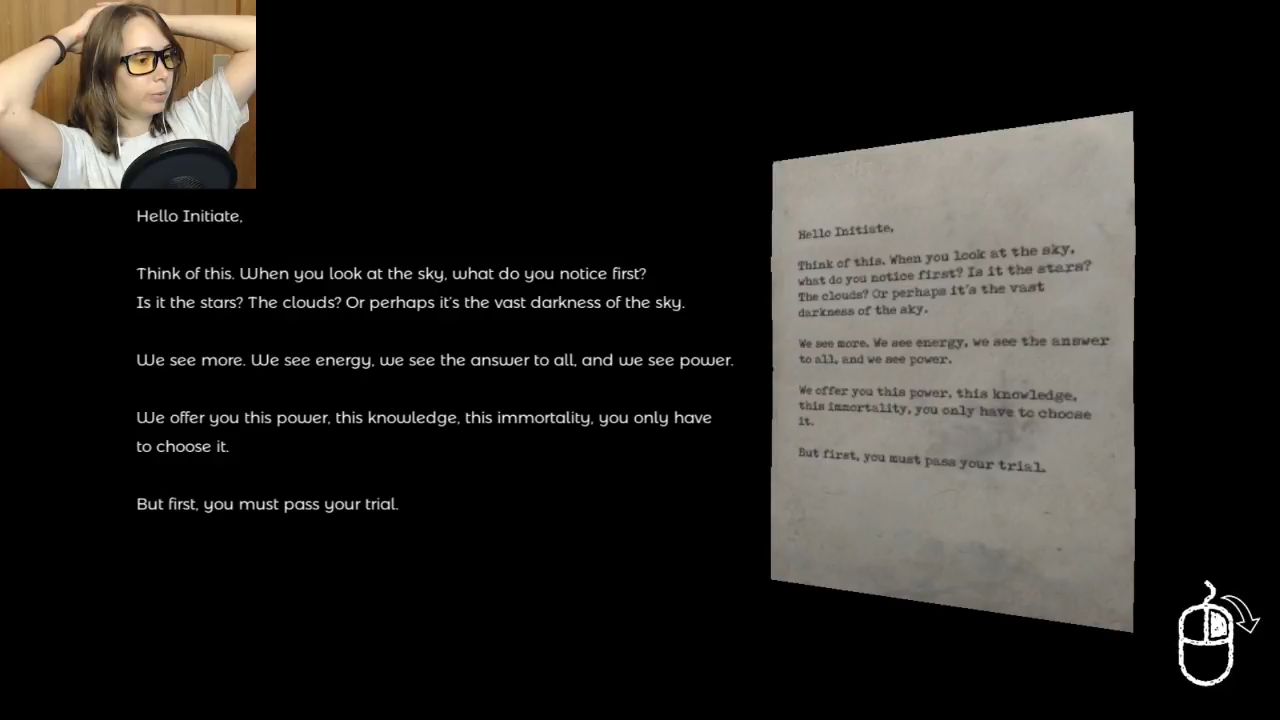 Hello Initiate,
Think of this. When you look at the sky, what do you notice first?
Is it the stars? The clouds? Or perhaps it's the vast darkness of the sky.
We see more. We see energy, we see the answer to all, and we see power.
We offer you this power, this knowledge, this immortality, you only have
to choose it.
But first, you must pass your trial.
Hello Initiate,
Think of this. When you look at the sky,
what do you notice first? Is it the stars?
The clouds? Or perhaps it's the vast
darkness of the sky.
We see more. We see energy, we see the answer
to all, and we see power.
We offer you this power, this knowledge,
this immortality, you only have to choose
it.
But first, you must pass your trial.